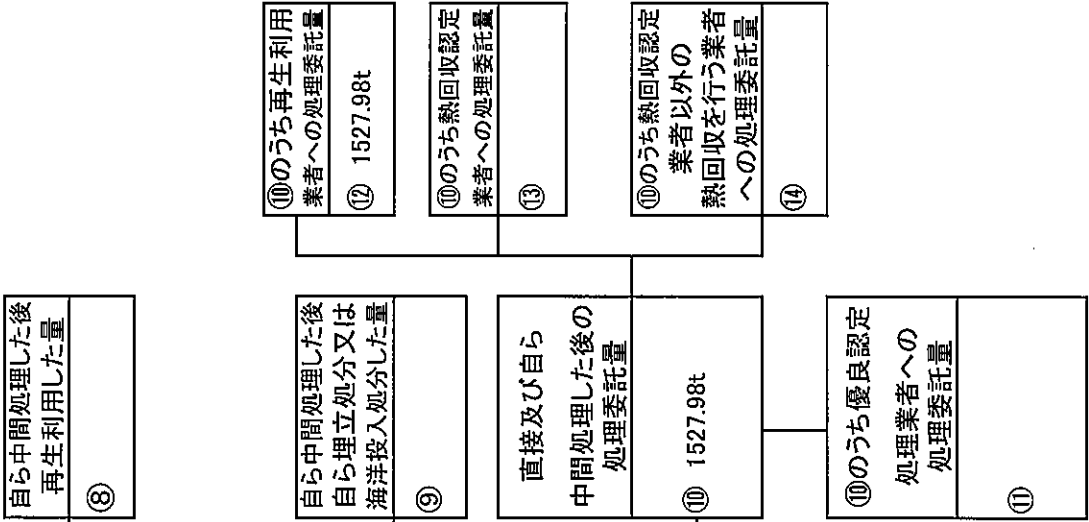 自ら中間処理した後
再生利用した量
⑧
自ら中間処理した後
自ら埋立処分又は
海洋投入処分した量
⑨
直接及び自ら
中間処理した後の
処理委託量
⑩ 1527.98t
⑩のうち優良認定
処理業者への
処理委託量
⑪
⑩のうち再生利用
業者への処理委託量
⑫ 1527.98t
⑩のうち熱回収認定
業者への処理委託量
⑬
⑩のうち熱回収認定
業者以外の
熱回収を行う業者
への処理委託量
⑭